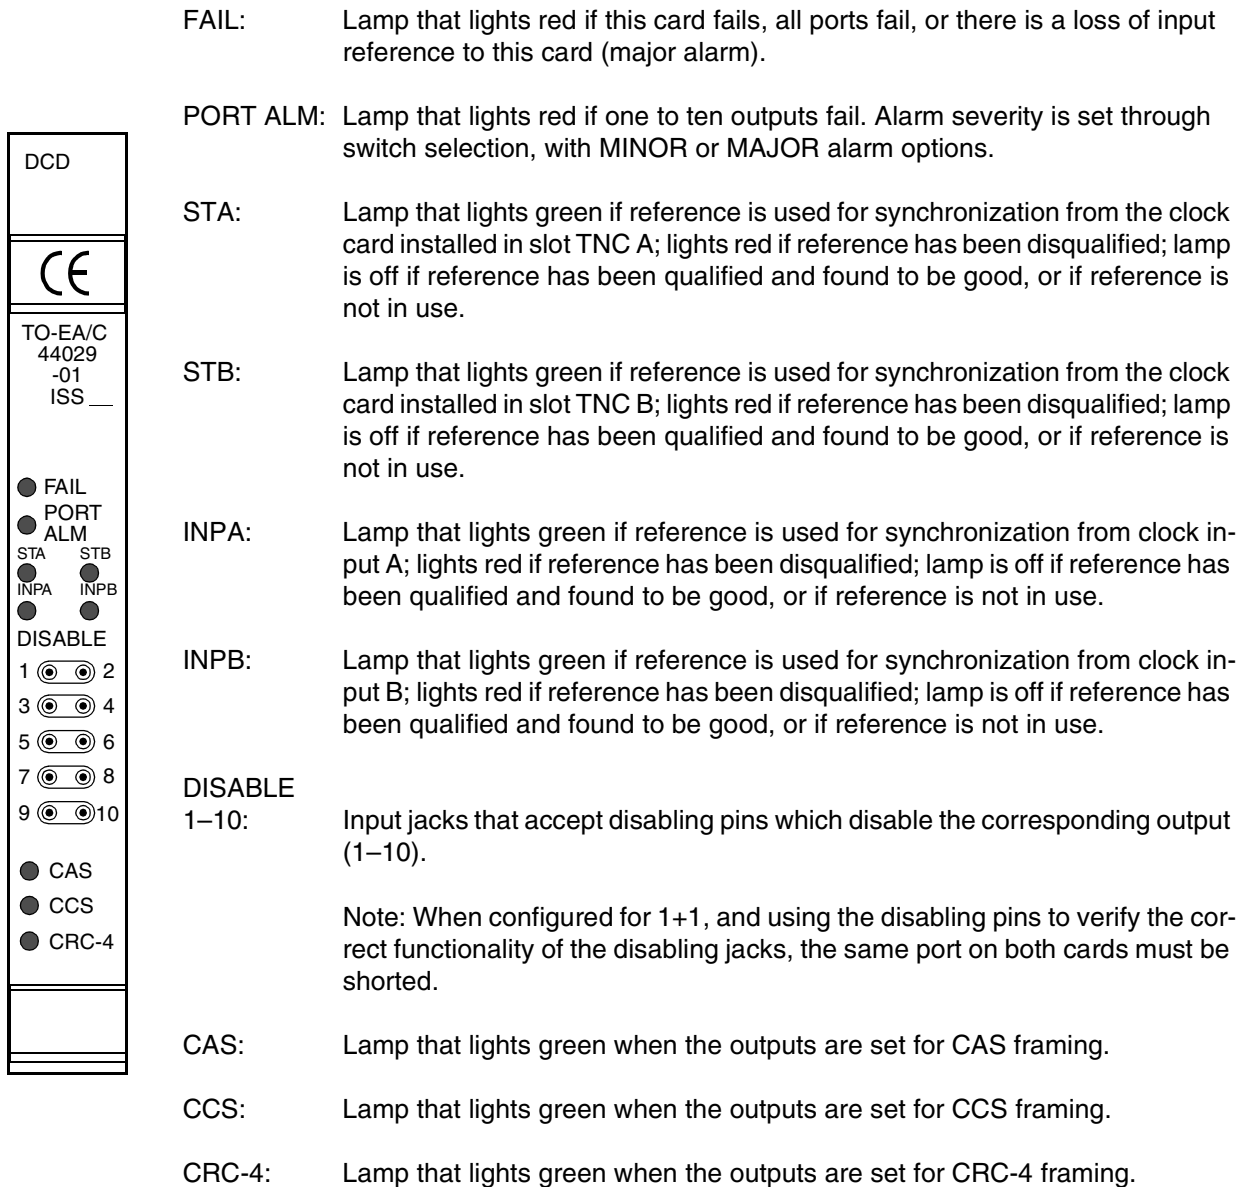 FAIL: Lamp that lights red if this card fails, all ports fail, or there is a loss of input
reference to this card (major alarm).
PORT ALM: Lamp that lights red if one to ten outputs fail. Alarm severity is set through
switch selection, with MINOR or MAJOR alarm options.
STA: Lamp that lights green if reference is used for synchronization from the clock
card installed in slot TNC A; lights red if reference has been disqualified; lamp
is off if reference has been qualified and found to be good, or if reference is
not in use.
STB: Lamp that lights green if reference is used for synchronization from the clock
card installed in slot TNC B; lights red if reference has been disqualified; lamp
is off if reference has been qualified and found to be good, or if reference is
not in use.
INPA: Lamp that lights green if reference is used for synchronization from clock in-
put A; lights red if reference has been disqualified; lamp is off if reference has
been qualified and found to be good, or if reference is not in use.
INPB: Lamp that lights green if reference is used for synchronization from clock in-
put B; lights red if reference has been disqualified; lamp is off if reference has
been qualified and found to be good, or if reference is not in use.
DISABLE
1–10: Input jacks that accept disabling pins which disable the corresponding output
(1–10).
Note: When configured for 1+1, and using the disabling pins to verify the cor-
rect functionality of the disabling jacks, the same port on both cards must be
shorted.
CAS: Lamp that lights green when the outputs are set for CAS framing.
CCS: Lamp that lights green when the outputs are set for CCS framing.
CRC-4: Lamp that lights green when the outputs are set for CRC-4 framing.
DCD
CE
TO-EA/C
44029
-01
ISS __
FAIL
PORT
ALM
STA STB
INPA INPB
DISABLE
1 2
3 4
5 6
7 8
9 10
CAS
CCS
CRC-4